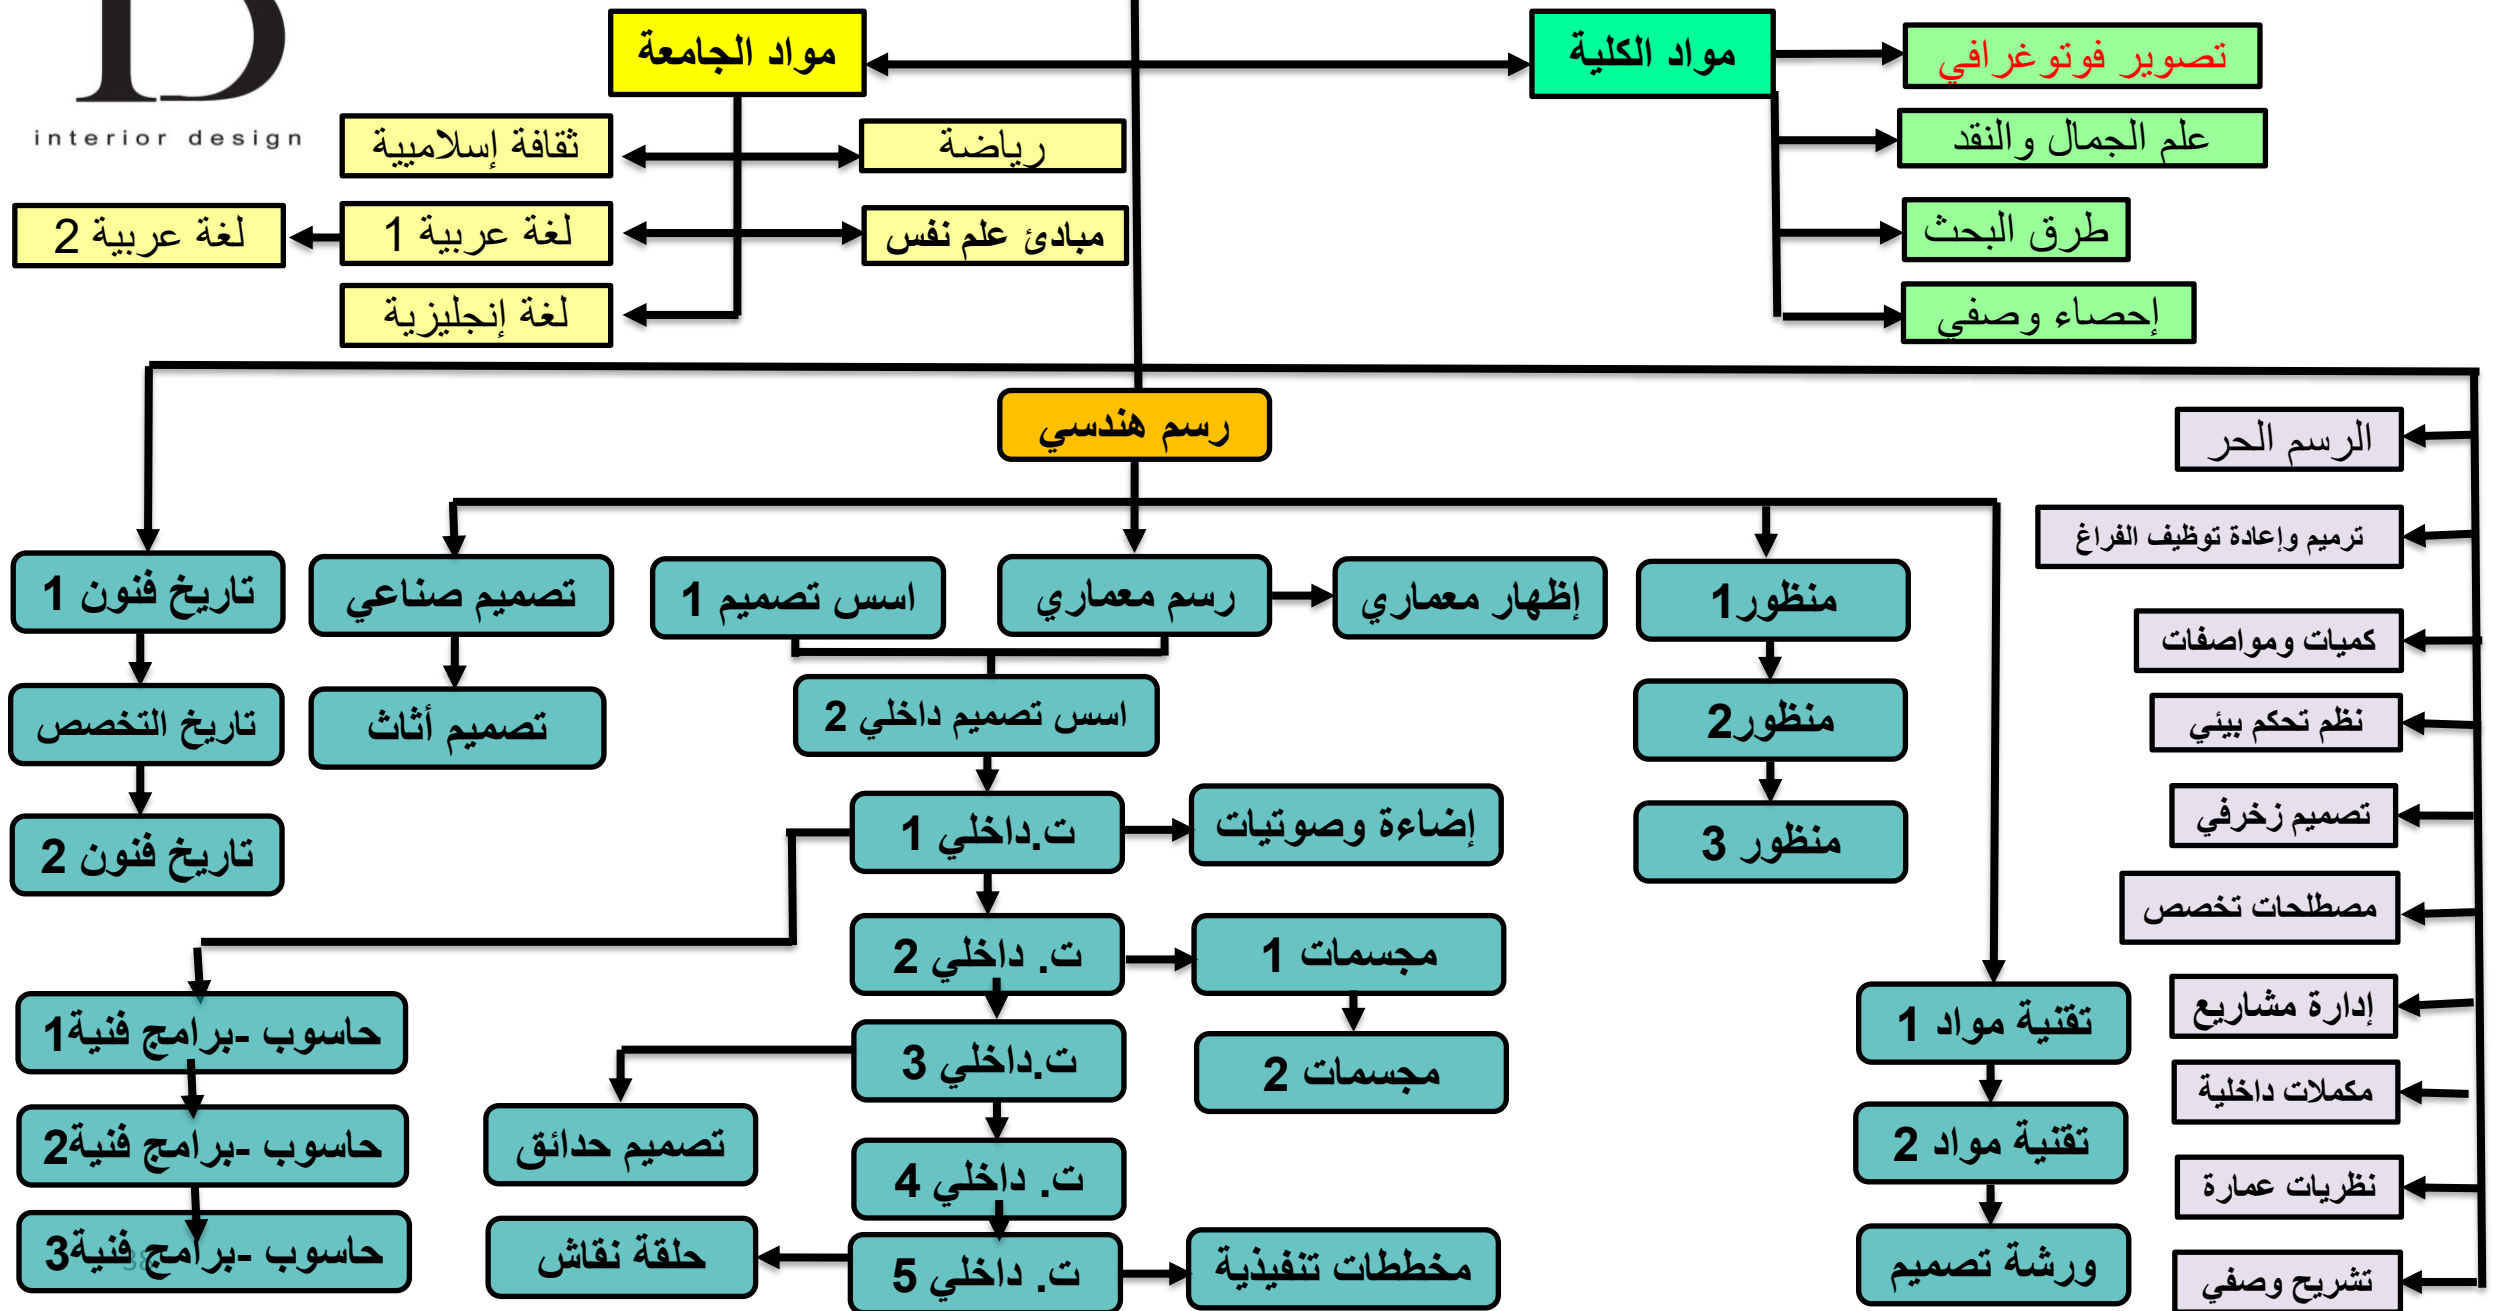 ID
interior design
مواد الكلية
مواد الجامعة
تصوير فوتوغرافي
علم الجمال والنقد
طرق البحث
إحصاء وصفي
رياضة
ثقافة إسلاميية
مبادئ علم نفس
لغة عربية 1
لغة عربية 2
لغة إنجليزية
رسم هندسي
الرسم الحر
ترميم وإعادة توظيف الفراغ
كميات ومواصفات
نظم تحكم بيئي
تصميم زخرفي
مصطلحات تخصص
إدارة مشاريع
مكملات داخلية
نظريات عمارة
تشريح وصفي
منظور1
منظور2
منظور 3
تقنية مواد 1
تقنية مواد 2
ورشة تصميم
إظهار معماري
رسم معماري
اسس تصميم 1
اسس تصميم داخلي 2
ت.داخلي 1
إضاءة وصوتيات
ت. داخلي 2
مجسمات 1
مجسمات 2
ت.داخلي 3
ت. داخلي 4
ت. داخلي 5
مخططات تنفيذية
تصميم حدائق
حلقة نقاش
تصميم صناعي
تصميم أثاث
تاريخ فنون 1
تاريخ التخصص
تاريخ فنون 2
حاسوب -برامج فنية1
حاسوب -برامج فنية2
حاسوب -برامج فنية3